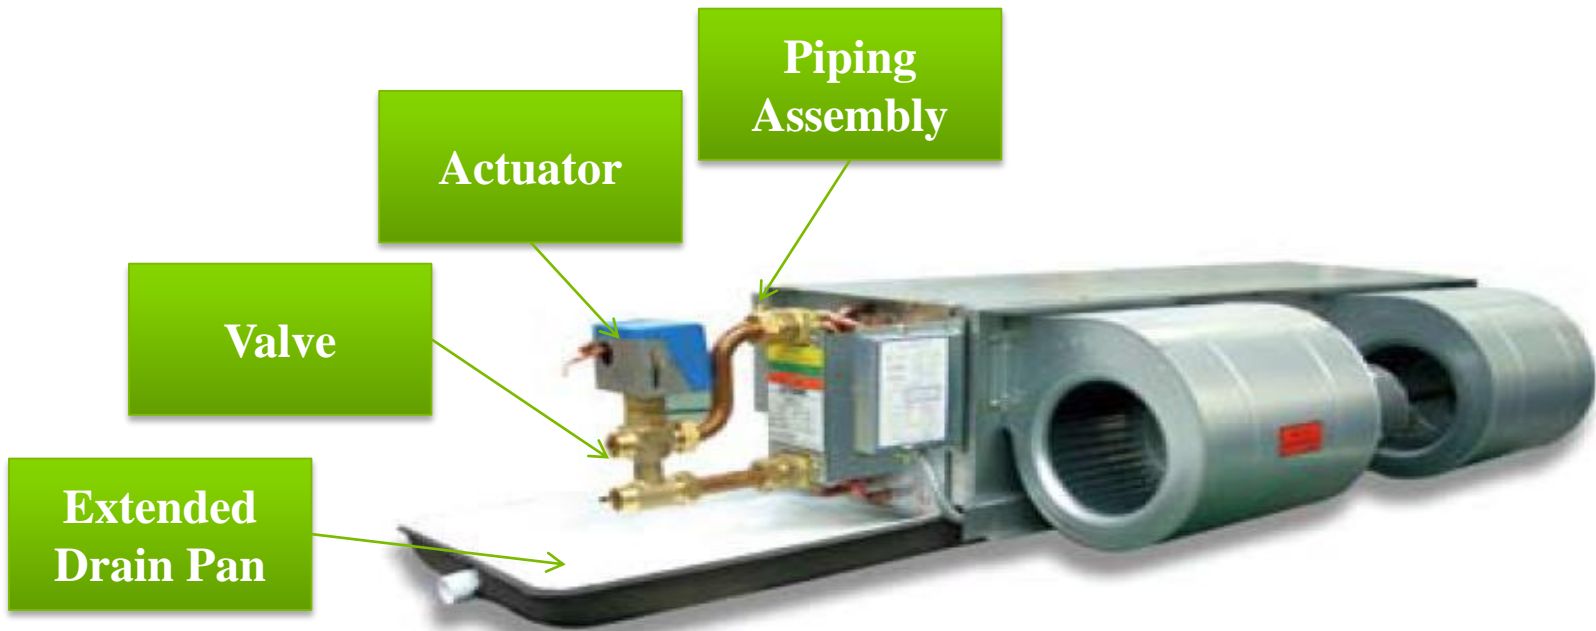 Piping
Assembly
Actuator
Valve
Extended
Drain Pan